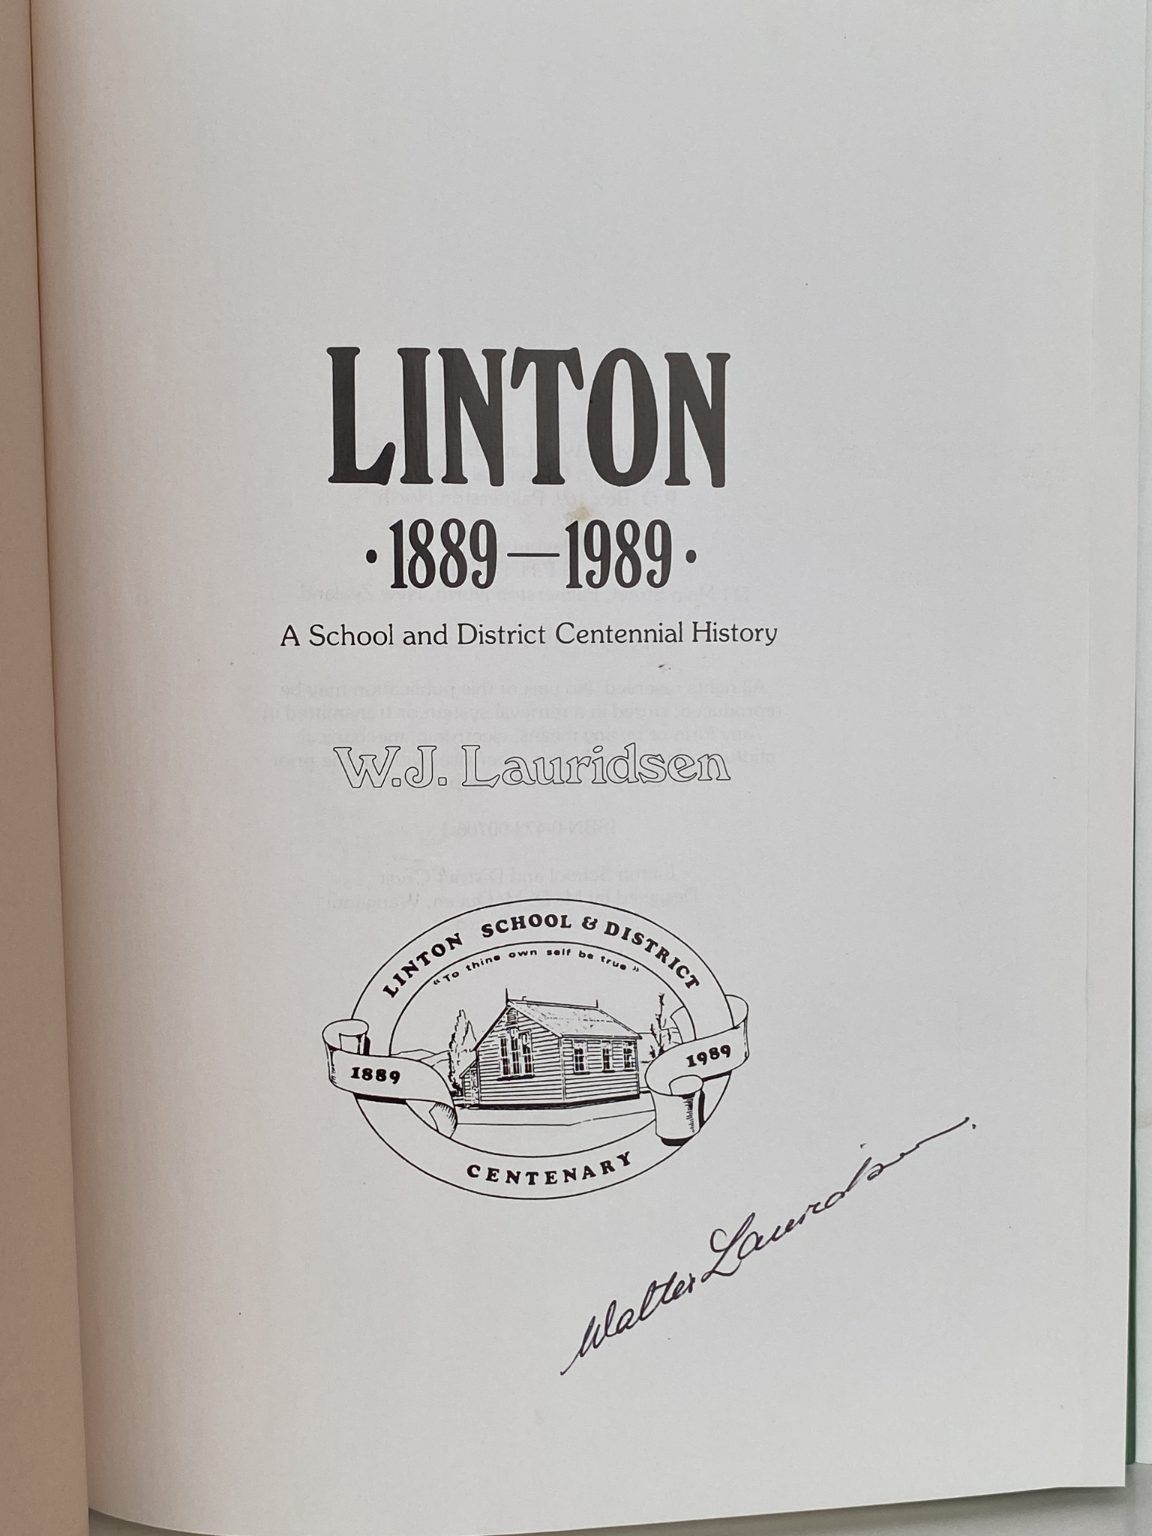 LINTON
·1889—1989·
A School and District Centennial History
W.J. Lauridsen
LINTON SCHOOL & DISTRICT
"To thine own self be true"
1889
1989
CENTENARY
Walter Lauridsen